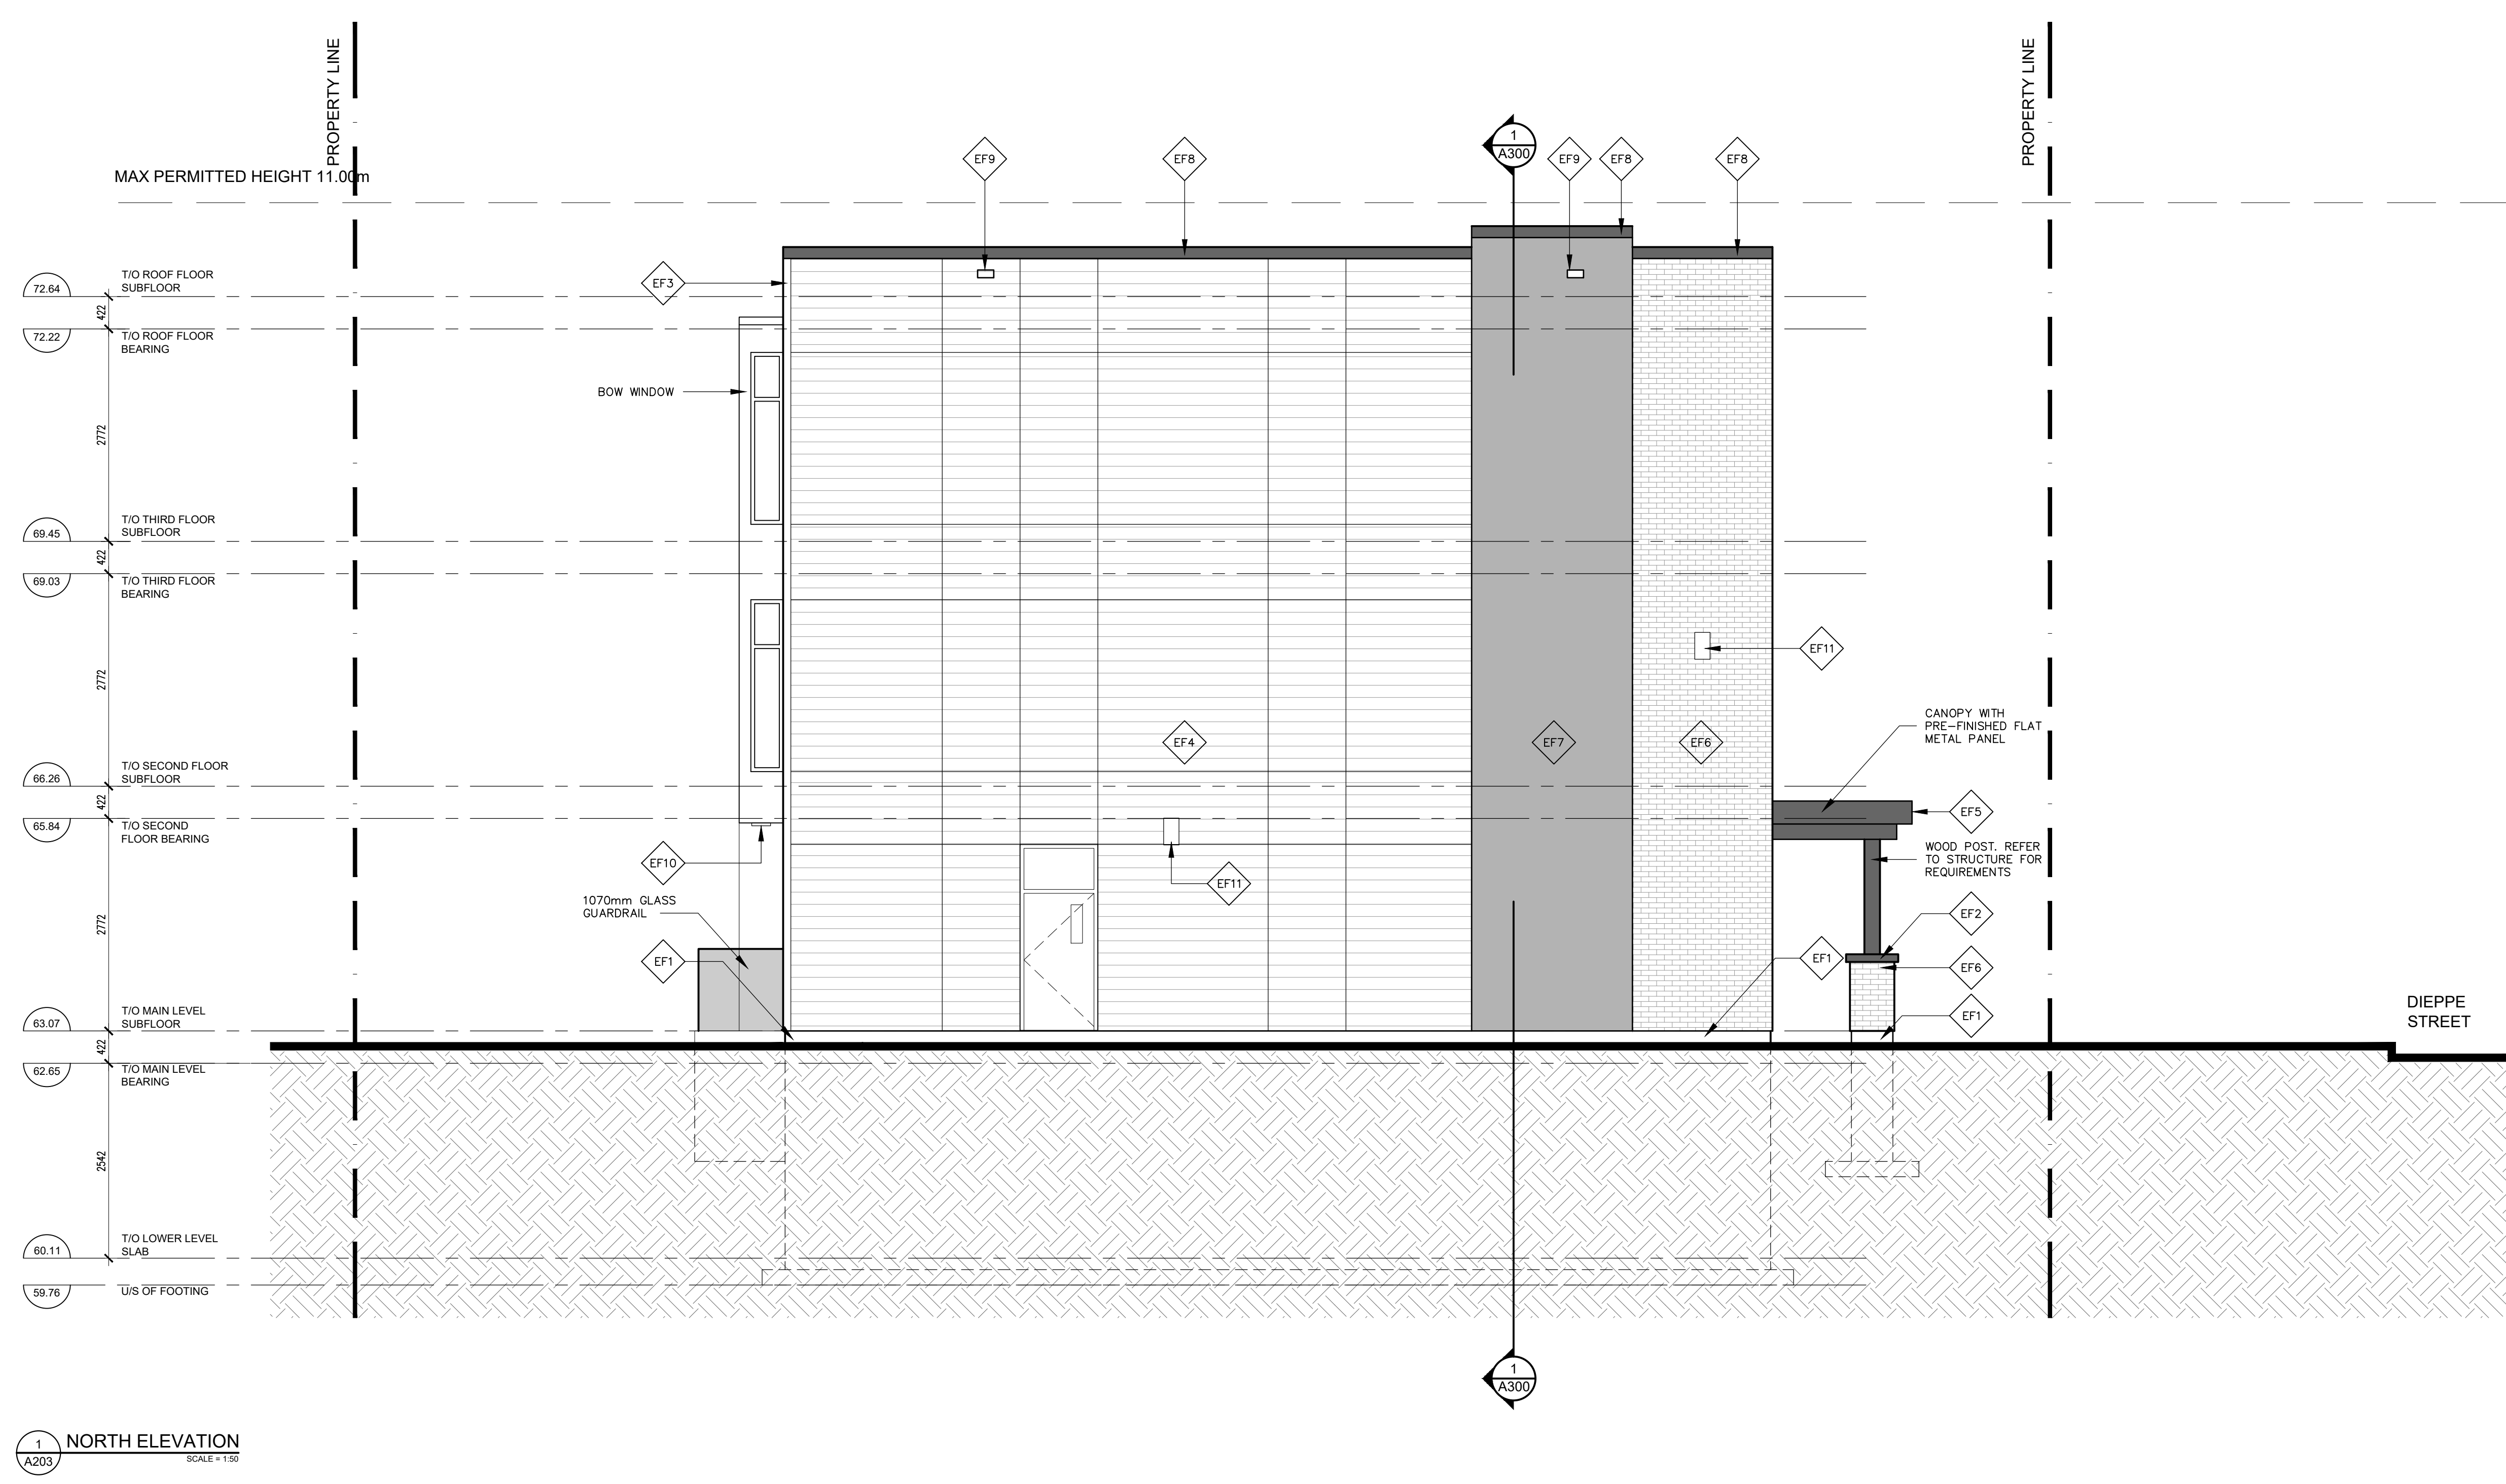 PROPERTY LINE
PROPERTY LINE
MAX PERMITTED HEIGHT 11.00m
1
A300
EF9
EF8
EF9
EF8
EF8
72.64
T/O ROOF FLOOR
SUBFLOOR
EF3
422
72.22
T/O ROOF FLOOR
BEARING
BOW WINDOW
2772
69.45
T/O THIRD FLOOR
SUBFLOOR
422
69.03
T/O THIRD FLOOR
BEARING
EF11
2772
CANOPY WITH
PRE-FINISHED FLAT
METAL PANEL
EF4
EF7
EF6
66.26
T/O SECOND FLOOR
SUBFLOOR
422
EF5
65.84
T/O SECOND
FLOOR BEARING
EF10
EF11
WOOD POST. REFER
TO STRUCTURE FOR
REQUIREMENTS
1070mm GLASS
GUARDRAIL
EF2
2772
EF1
EF1
EF6
EF1
63.07
T/O MAIN LEVEL
SUBFLOOR
DIEPPE
STREET
422
62.65
T/O MAIN LEVEL
BEARING
2542
60.11
T/O LOWER LEVEL
SLAB
59.76
U/S OF FOOTING
1
A300
1
A203
NORTH ELEVATION
SCALE = 1:50